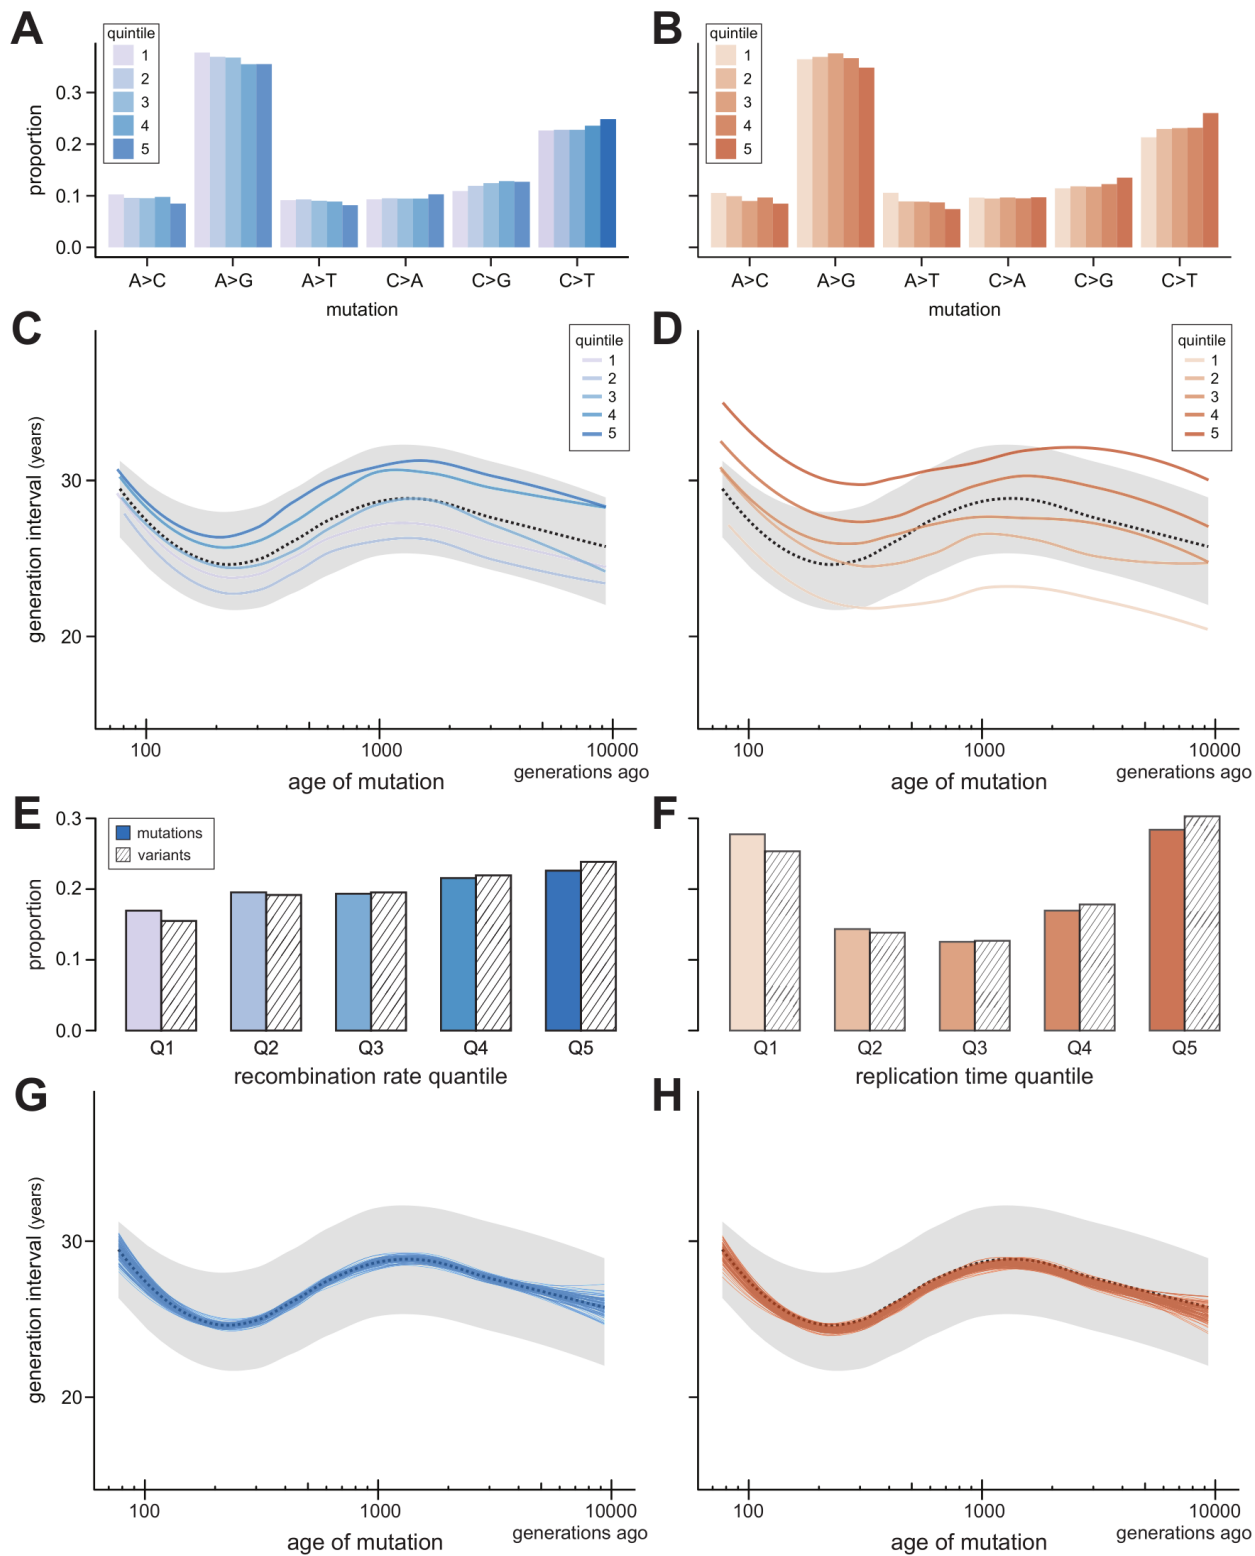 A
quintile
1
2
3
4
5
proportion
0.3
0.2
0.1
0.0
A>C
A>G
A>T
C>A
C>G
C>T
mutation
B
quintile
1
2
3
4
5
A>C
A>G
A>T
C>A
C>G
C>T
mutation
C
quintile
1
2
3
4
5
generation interval (years)
30
20
100
1000
10000
age of mutation
generations ago
D
quintile
1
2
3
4
5
100
1000
10000
age of mutation
generations ago
E
mutations
variants
proportion
0.3
0.2
0.1
0.0
Q1
Q2
Q3
Q4
Q5
recombination rate quantile
F
Q1
Q2
Q3
Q4
Q5
replication time quantile
G
generation interval (years)
30
20
100
1000
10000
age of mutation
generations ago
H
100
1000
10000
age of mutation
generations ago